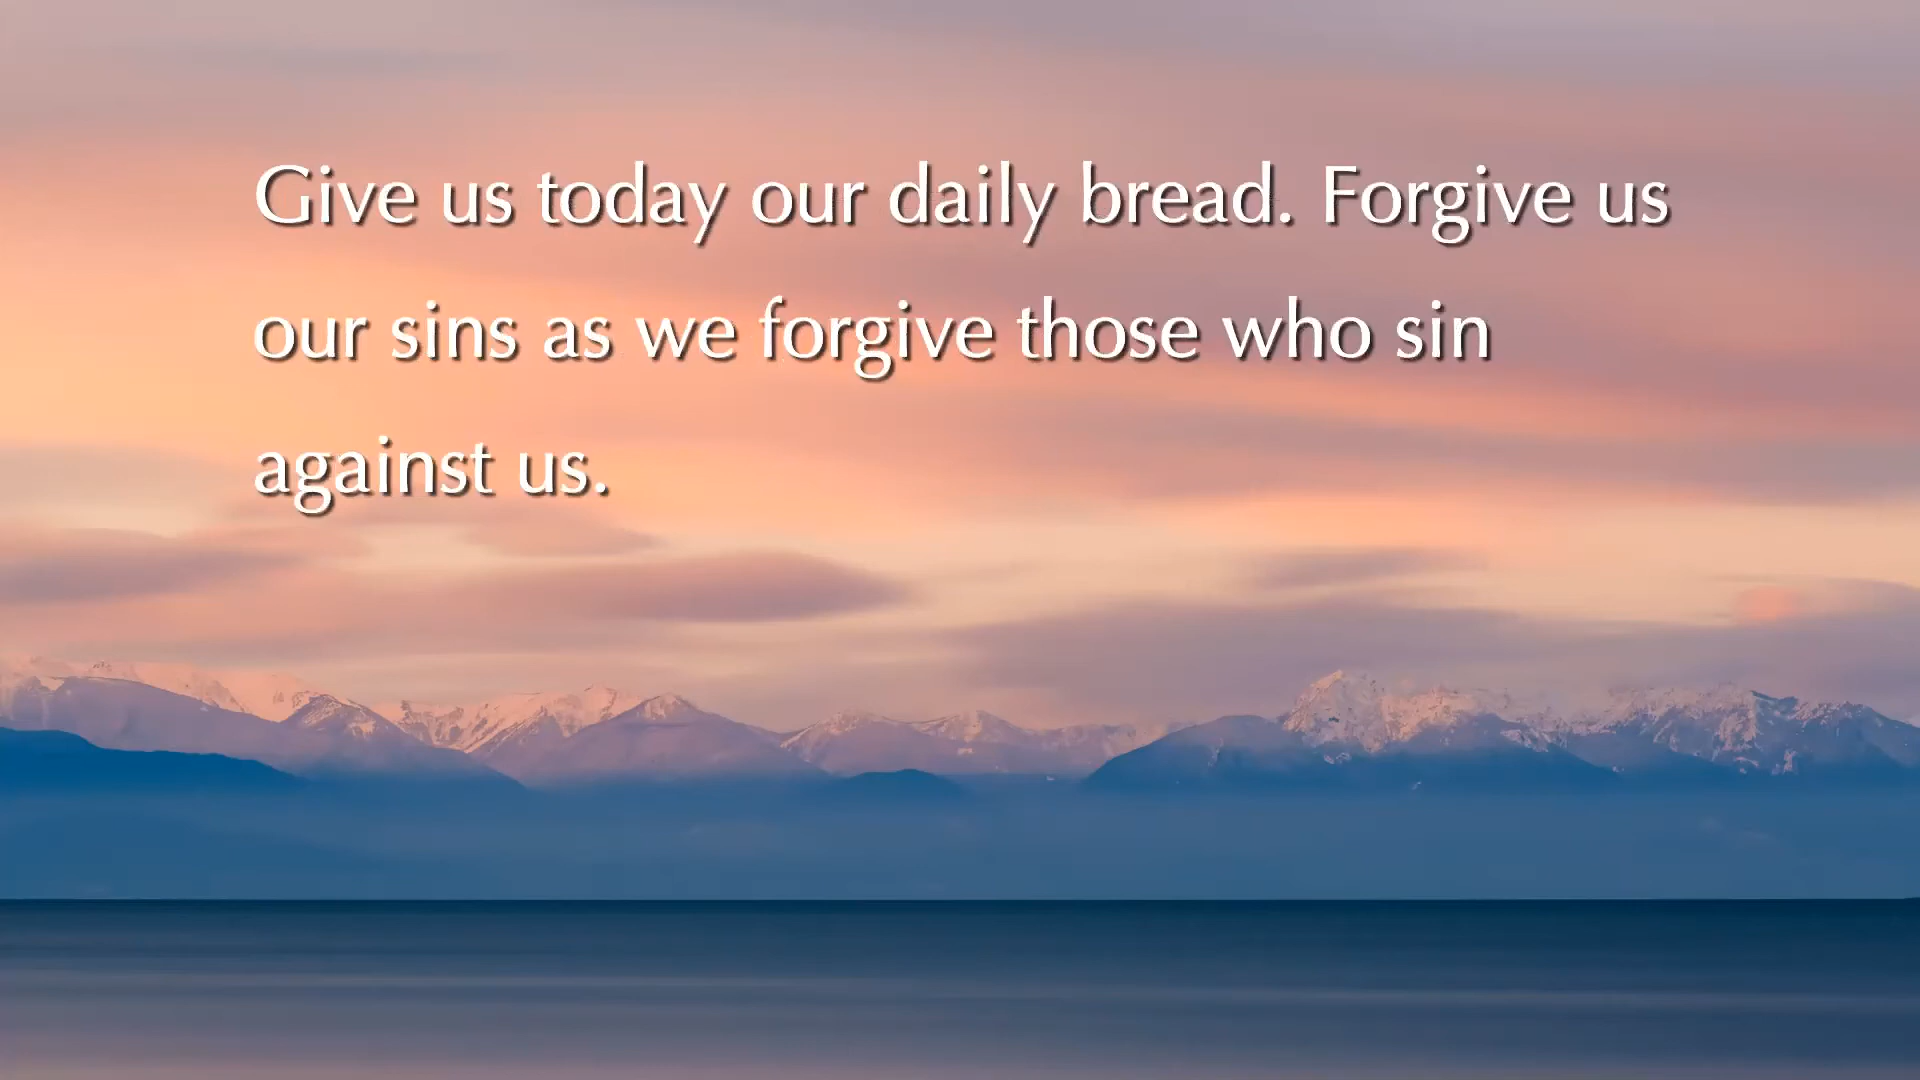 Give us today our daily bread. Forgive us
our sins as we forgive those who sin
against us.